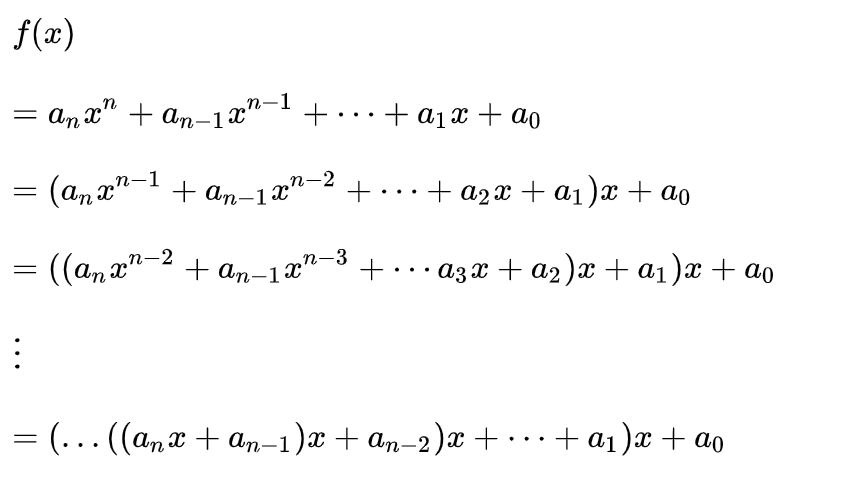 f(x)
= aₙxⁿ + aₙ₋₁xⁿ⁻¹ + ⋯ + a₁x + a₀
= (aₙxⁿ⁻¹ + aₙ₋₁xⁿ⁻² + ⋯ + a₂x + a₁)x + a₀
= ((aₙxⁿ⁻² + aₙ₋₁xⁿ⁻³ + ⋯ a₃x + a₂)x + a₁)x + a₀
⋮
= (…((aₙx + aₙ₋₁)x + aₙ₋₂)x + ⋯ + a₁)x + a₀